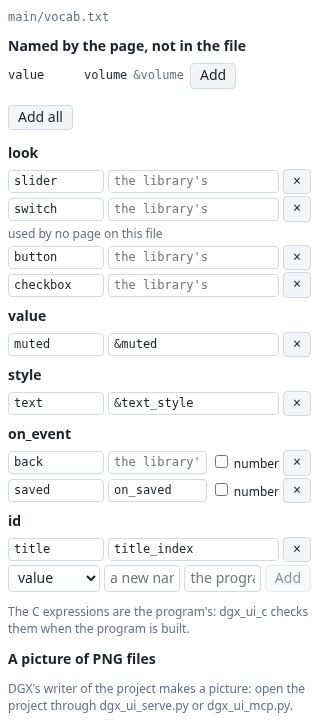 main/vocab.txt
Named by the page, not in the file
value volume &volume Add
Add all
look
slider the library's ×
switch the library's ×
used by no page on this file
button the library's ×
checkbox the library's ×
value
muted &muted ×
style
text &text_style ×
on_event
back the library' number ×
saved on_saved number ×
id
title title_index ×
value a new nar the progra Add
The C expressions are the program's: dgx_ui_c checks
them when the program is built.
A picture of PNG files
DGX's writer of the project makes a picture: open the
project through dgx_ui_serve.py or dgx_ui_mcp.py.